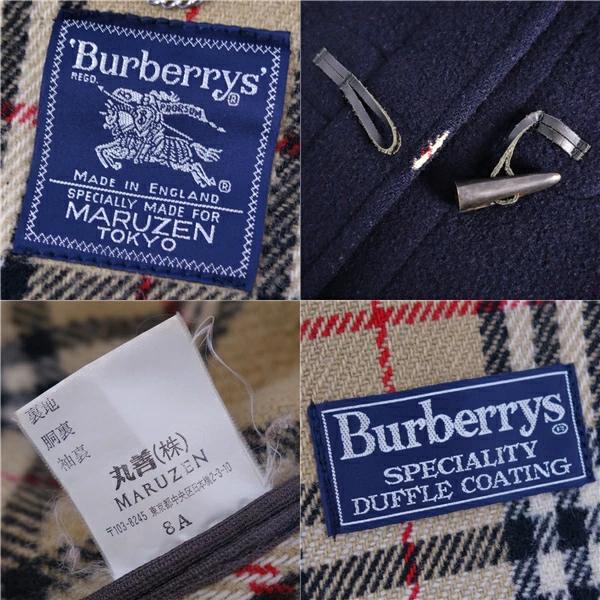 'Burberrys'
REGD.
®
PRORSUM
®
MADE IN ENGLAND
SPECIALLY MADE FOR
MARUZEN
TOKYO
裏地
胴裏
袖裏
丸善(株)
MARUZEN
〒103-8245 東京都中央区日本橋2-3-10
8A
Burberrys®
SPECIALITY
DUFFLE COATING